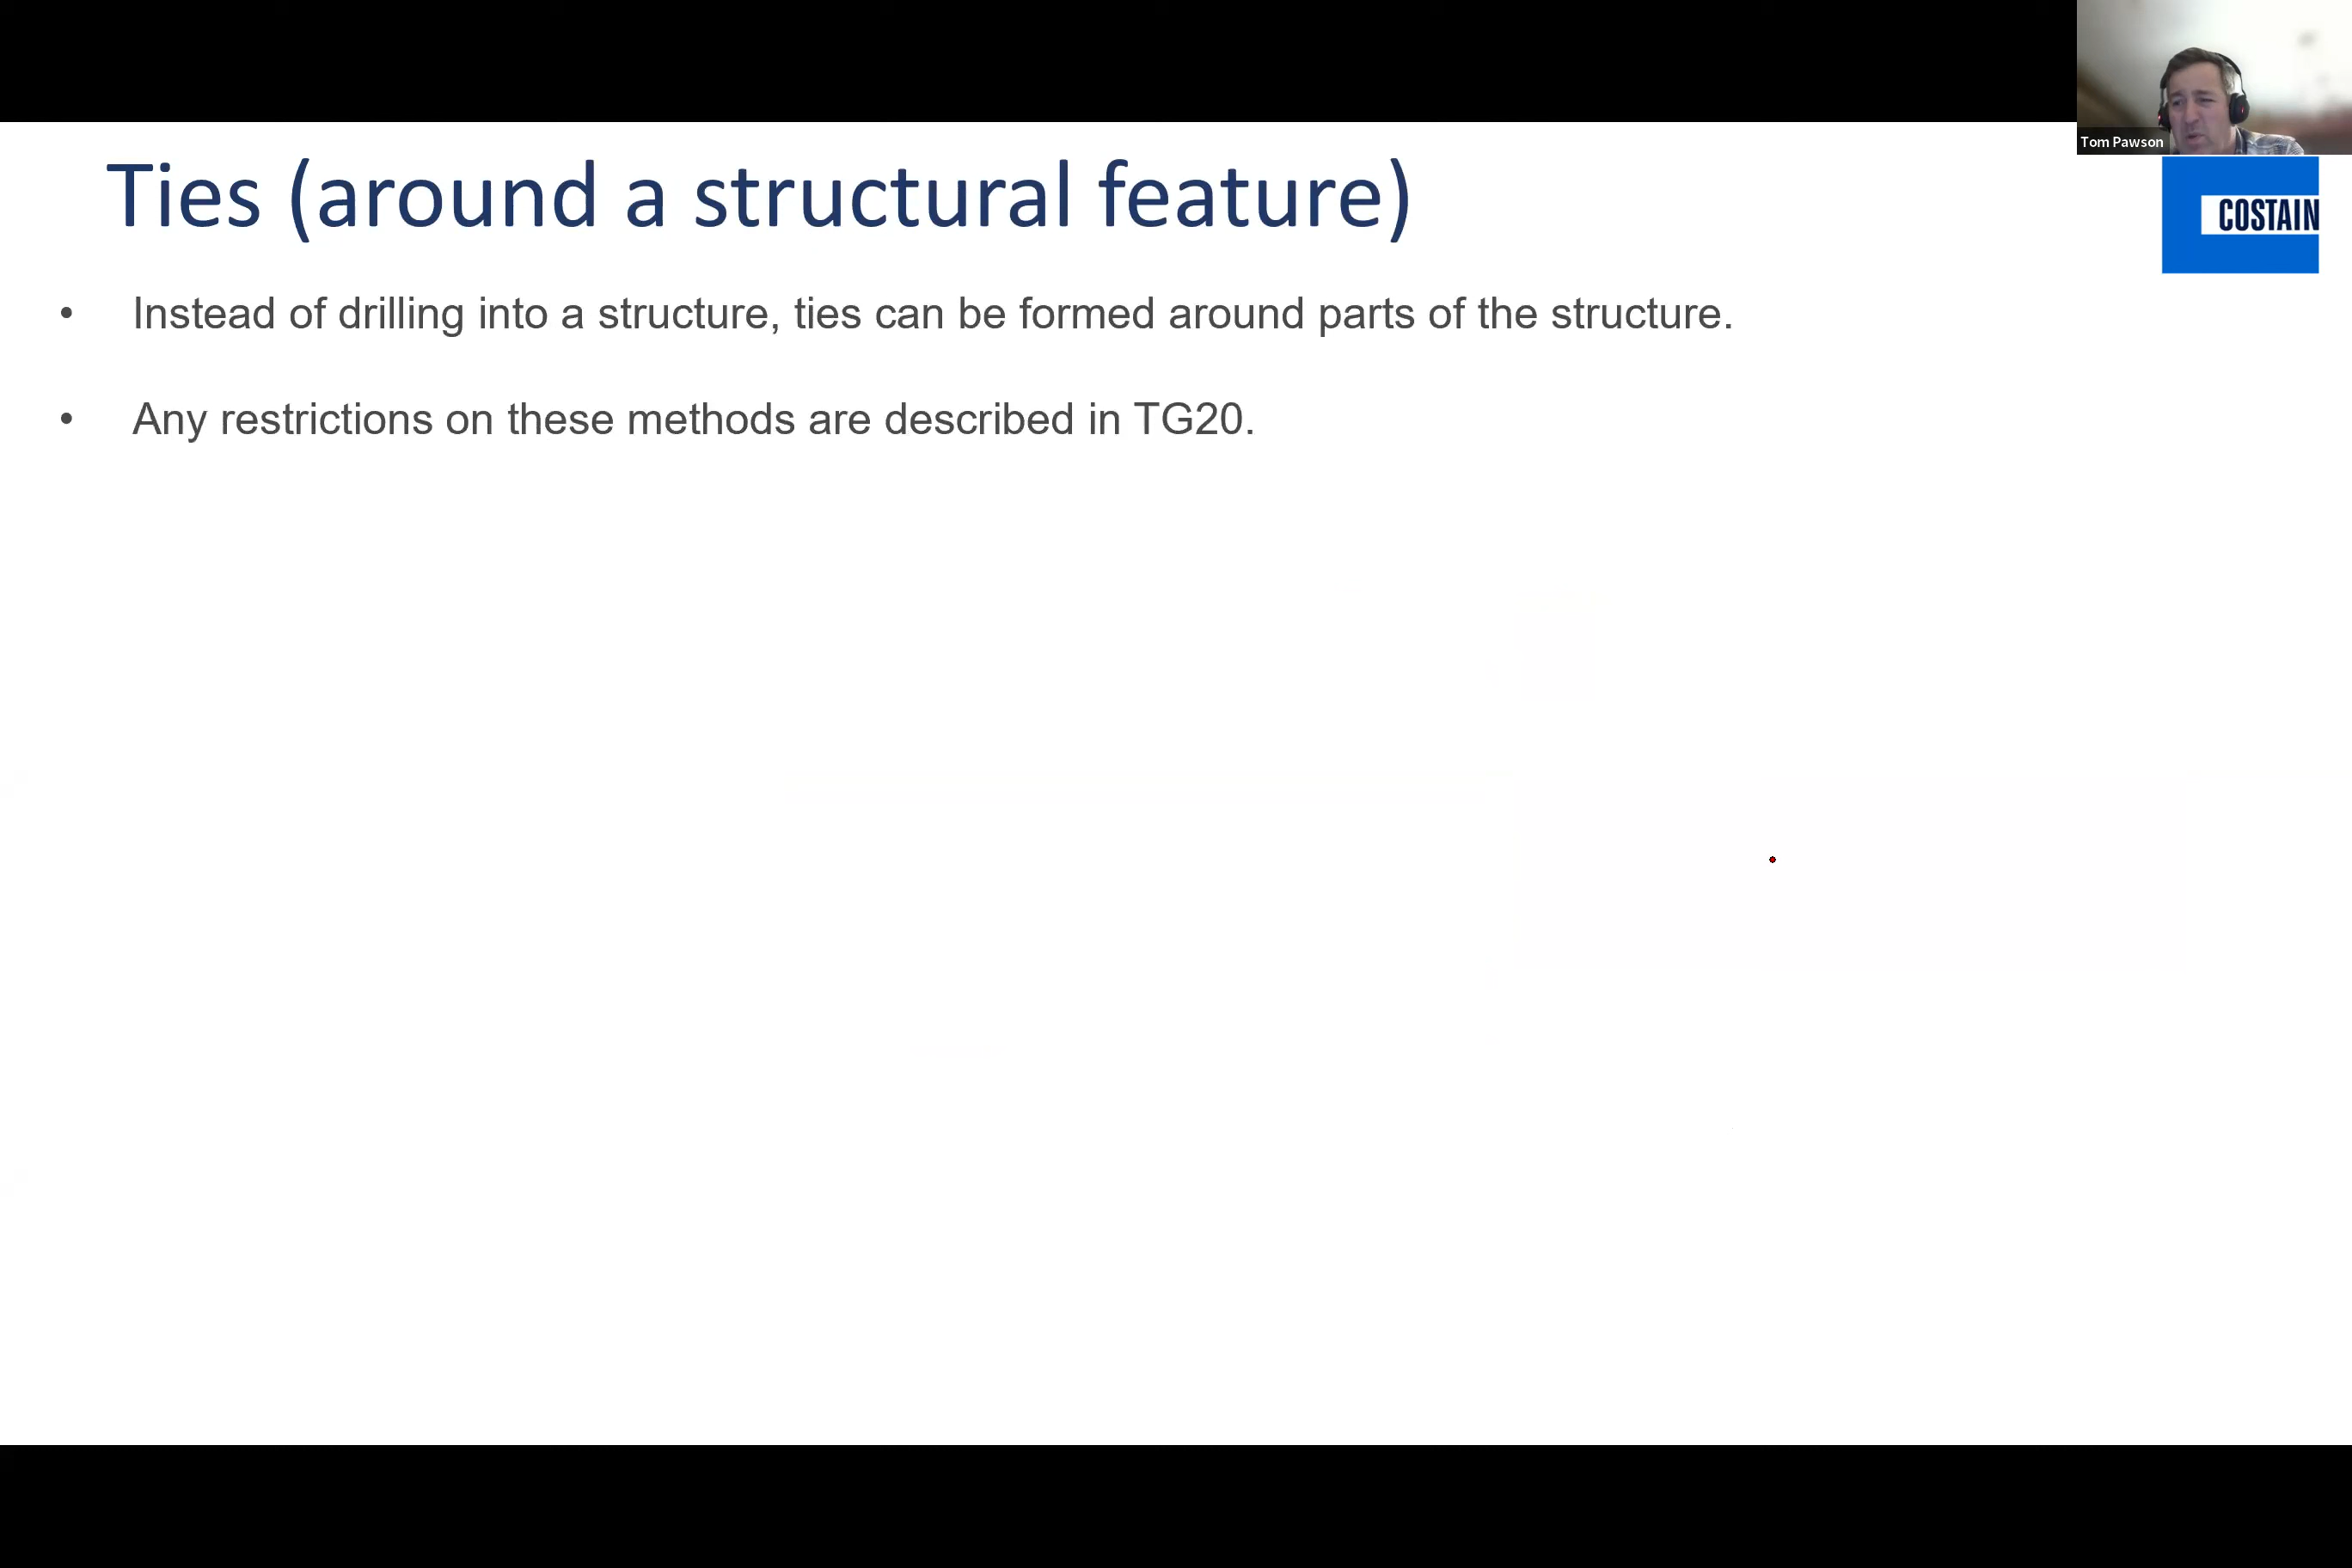 Tom Pawson
Ties (around a structural feature)
COSTAIN
• Instead of drilling into a structure, ties can be formed around parts of the structure.
• Any restrictions on these methods are described in TG20.